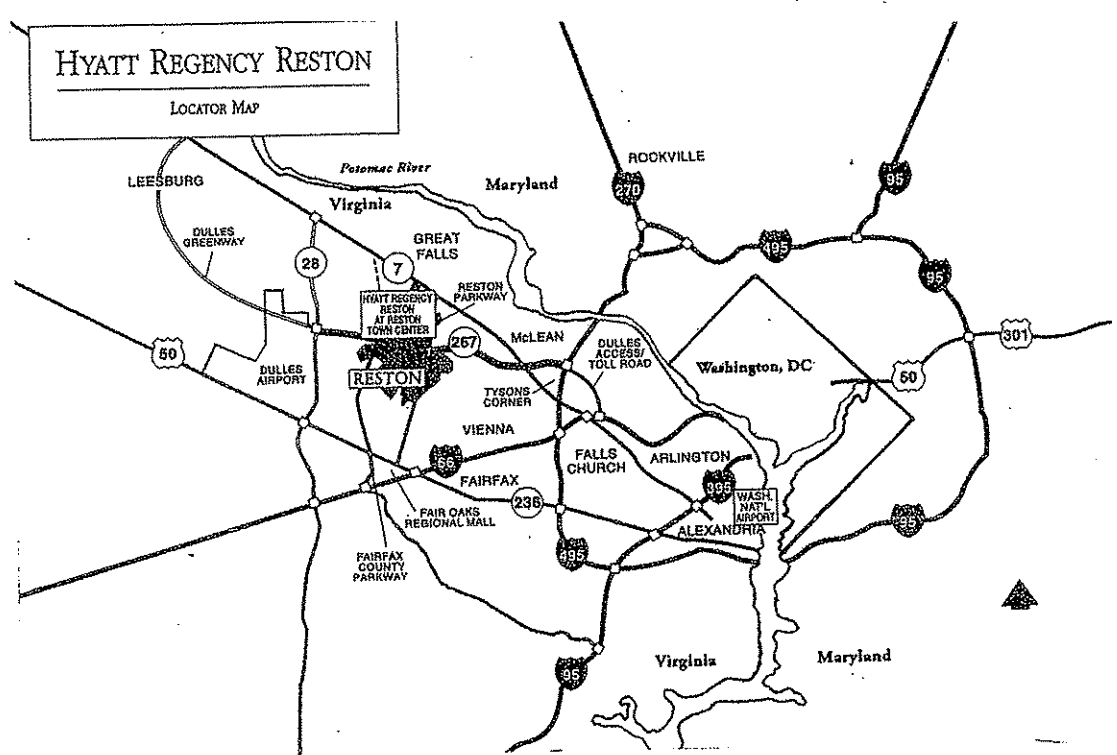 HYATT REGENCY RESTON
LOCATOR MAP
ROCKVILLE
Potomac River
Maryland
LEESBURG
270
95
Virginia
DULLES
GREENWAY
GREAT
FALLS
495
28
7
95
RESTON
PARKWAY
HYATT REGENCY
RESTON
AT RESTON
TOWN CENTER
McLEAN
301
50
267
DULLES
ACCESS/
TOLL ROAD
Washington, DC
50
DULLES
AIRPORT
RESTON
TYSONS
CORNER
VIENNA
FALLS
CHURCH
ARLINGTON
66
FAIRFAX
395
236
WASH.
NAT'L
AIRPORT
FAIR OAKS
REGIONAL MALL
ALEXANDRIA
95
FAIRFAX
COUNTY
PARKWAY
495
Virginia
Maryland
95